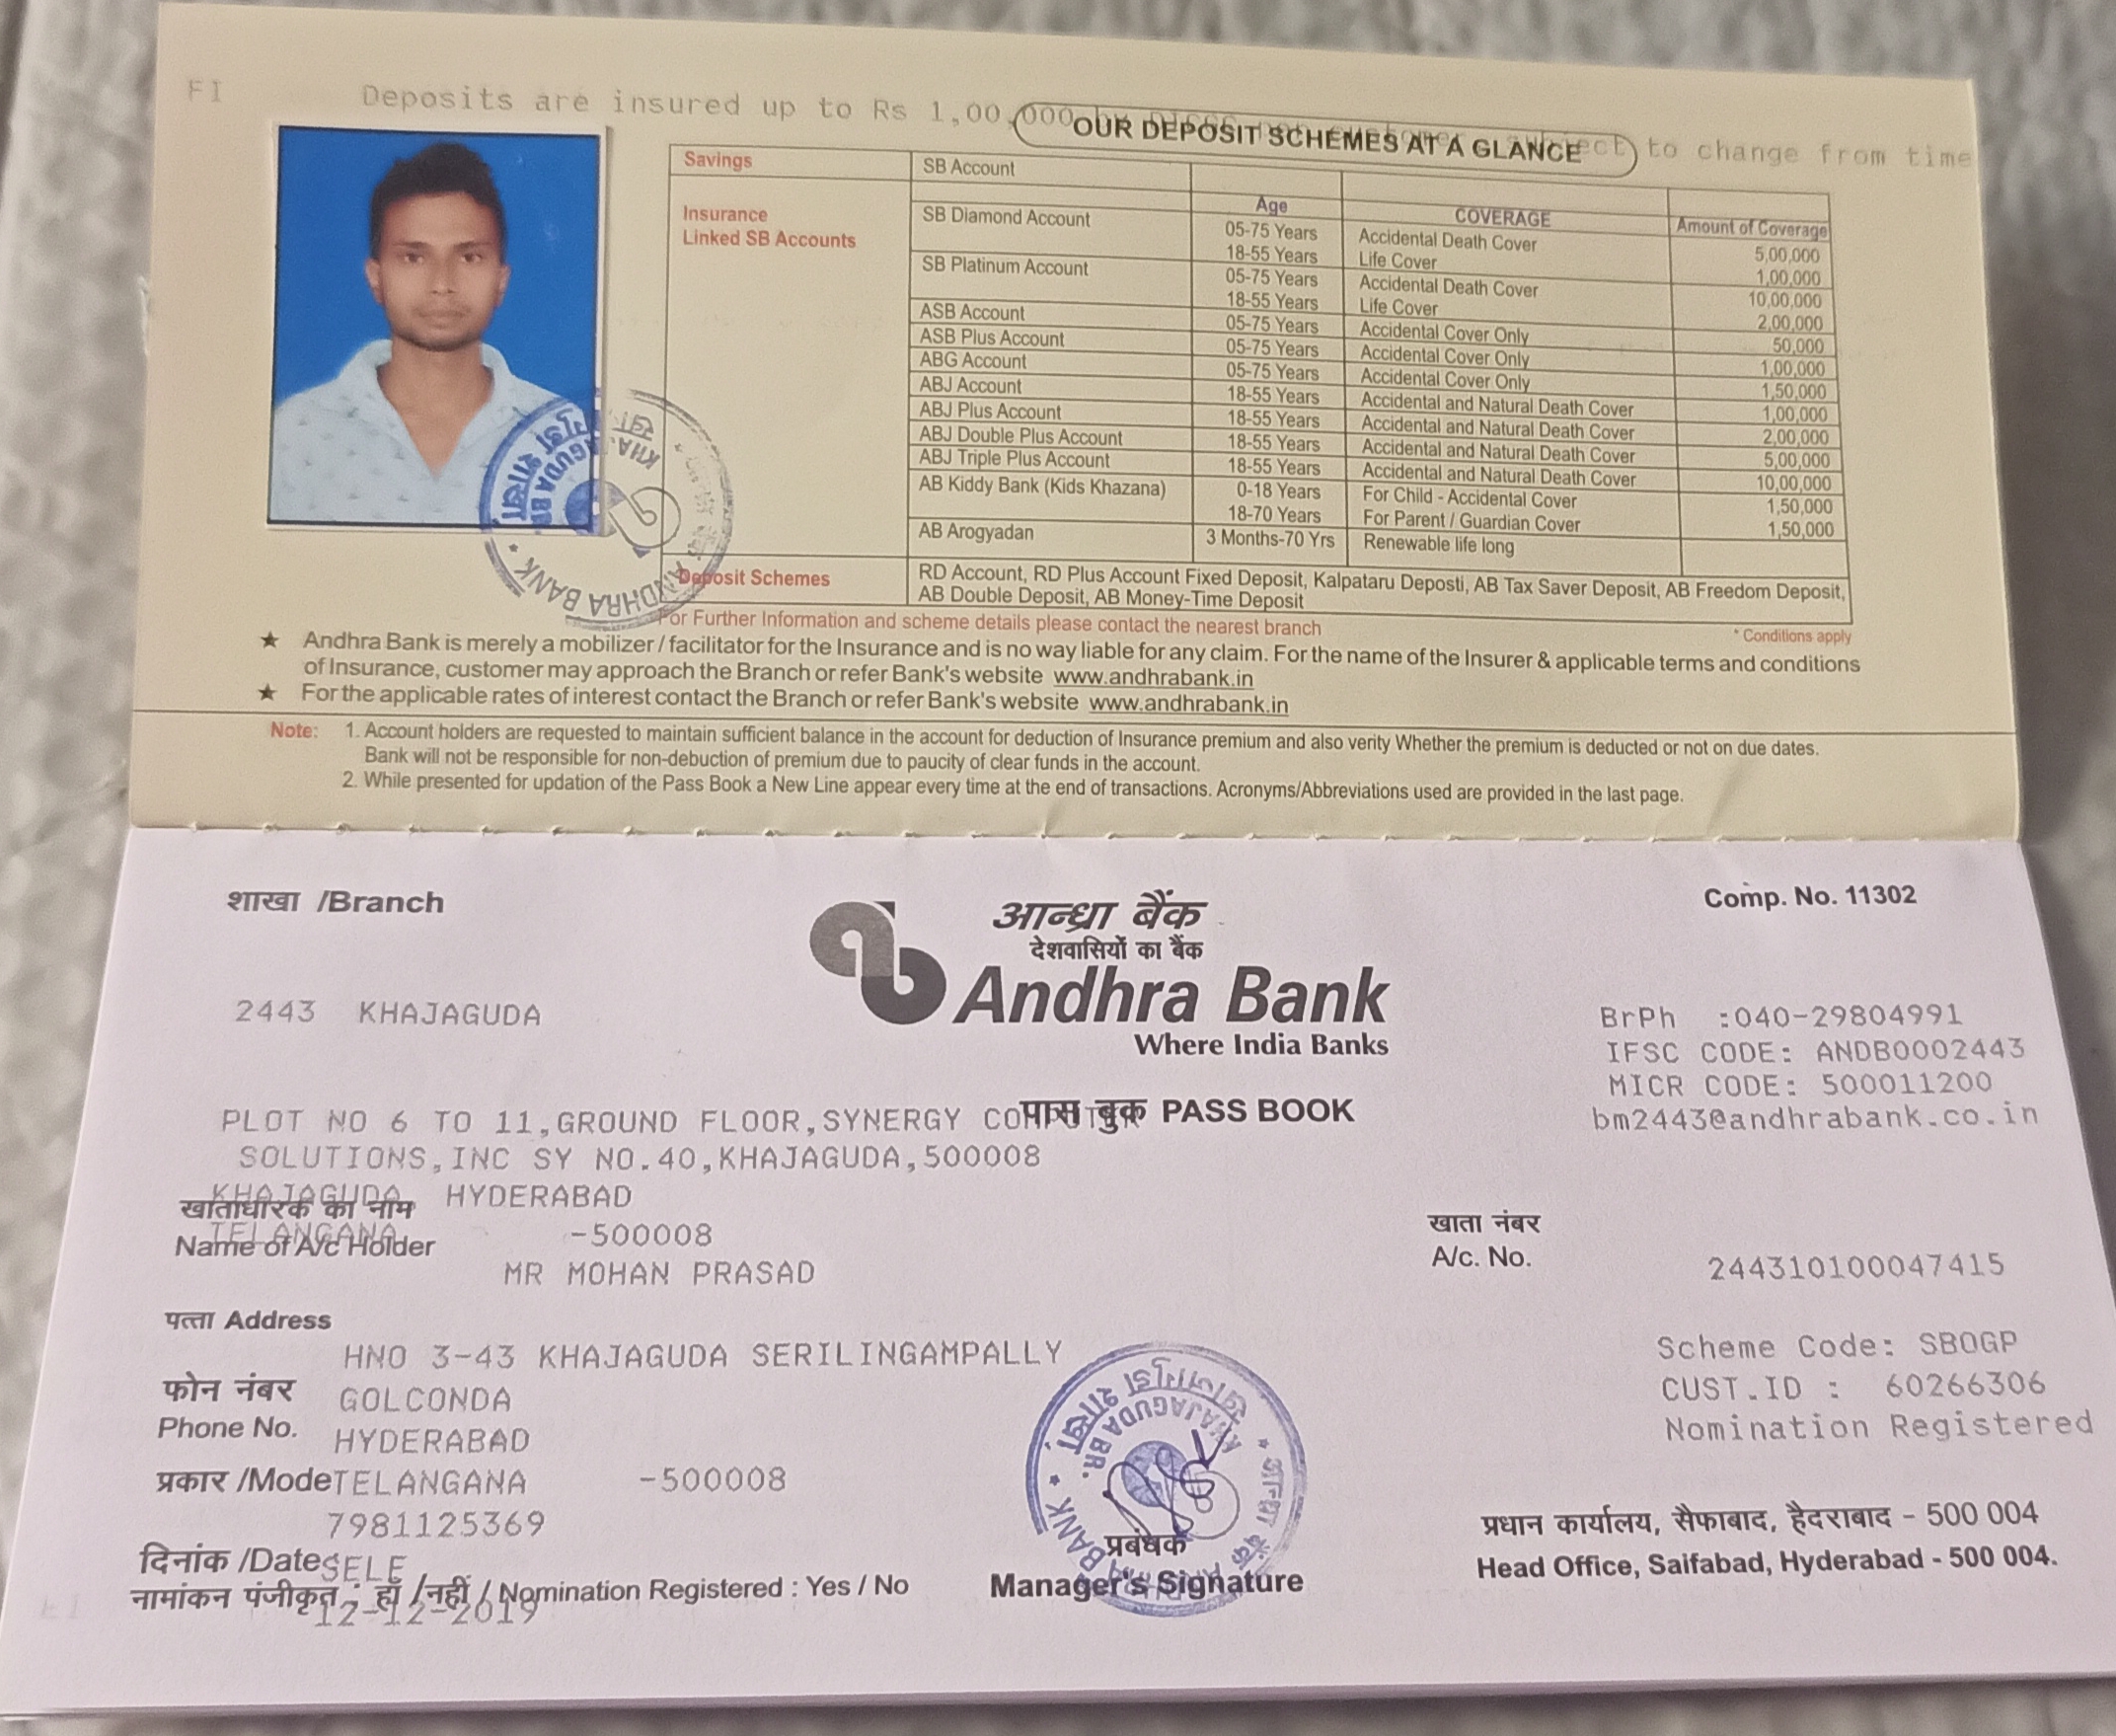 FI Deposits are insured up to Rs 1,00,000 to change from time
OUR DEPOSIT SCHEMES AT A GLANCE
Savings SB Account
Age COVERAGE Amount of Coverage
Insurance
Linked SB Accounts
SB Diamond Account 05-75 Years Accidental Death Cover 5,00,000
18-55 Years Life Cover 1,00,000
SB Platinum Account 05-75 Years Accidental Death Cover 10,00,000
18-55 Years Life Cover 2,00,000
ASB Account 05-75 Years Accidental Cover Only 50,000
ASB Plus Account 05-75 Years Accidental Cover Only 1,00,000
ABG Account 05-75 Years Accidental Cover Only 1,50,000
ABJ Account 18-55 Years Accidental and Natural Death Cover 1,00,000
ABJ Plus Account 18-55 Years Accidental and Natural Death Cover 2,00,000
ABJ Double Plus Account 18-55 Years Accidental and Natural Death Cover 5,00,000
ABJ Triple Plus Account 18-55 Years Accidental and Natural Death Cover 10,00,000
AB Kiddy Bank (Kids Khazana) 0-18 Years For Child - Accidental Cover 1,50,000
18-70 Years For Parent / Guardian Cover 1,50,000
AB Arogyadan 3 Months-70 Yrs Renewable life long
Deposit Schemes RD Account, RD Plus Account Fixed Deposit, Kalpataru Deposti, AB Tax Saver Deposit, AB Freedom Deposit,
AB Double Deposit, AB Money-Time Deposit
For Further Information and scheme details please contact the nearest branch * Conditions apply
★ Andhra Bank is merely a mobilizer / facilitator for the Insurance and is no way liable for any claim. For the name of the Insurer & applicable terms and conditions
of Insurance, customer may approach the Branch or refer Bank's website www.andhrabank.in
★ For the applicable rates of interest contact the Branch or refer Bank's website www.andhrabank.in
Note: 1. Account holders are requested to maintain sufficient balance in the account for deduction of Insurance premium and also verity Whether the premium is deducted or not on due dates.
Bank will not be responsible for non-debuction of premium due to paucity of clear funds in the account.
2. While presented for updation of the Pass Book a New Line appear every time at the end of transactions. Acronyms/Abbreviations used are provided in the last page.
शाखा /Branch
आन्ध्रा बैंक
देशवासियों का बैंक
Andhra Bank
Where India Banks
Comp. No. 11302
2443 KHAJAGUDA
BrPh :040-29804991
IFSC CODE: ANDB0002443
MICR CODE: 500011200
bm2443@andhrabank.co.in
पास बुक PASS BOOK
PLOT NO 6 TO 11,GROUND FLOOR,SYNERGY
SOLUTIONS,INC SY NO.40,KHAJAGUDA,500008
KHAJAGUDA, HYDERABAD
खाताधारक का नाम
TELANGANA -500008
Name of A/c Holder
MR MOHAN PRASAD
खाता नंबर
A/c. No. 244310100047415
पत्ता Address
HNO 3-43 KHAJAGUDA SERILINGAMPALLY
फोन नंबर GOLCONDA
Phone No. HYDERABAD
प्रकार /Mode TELANGANA -500008
7981125369
दिनांक /Date SELE
नामांकन पंजीकृत : हाँ /नहीं / Nomination Registered : Yes / No
12-12-2019
Scheme Code: SBOGP
CUST.ID : 60266306
Nomination Registered
ANDHRA BANK
KHAJAGUDA BR.
प्रबंधक
Manager's Signature
प्रधान कार्यालय, सैफाबाद, हैदराबाद - 500 004
Head Office, Saifabad, Hyderabad - 500 004.